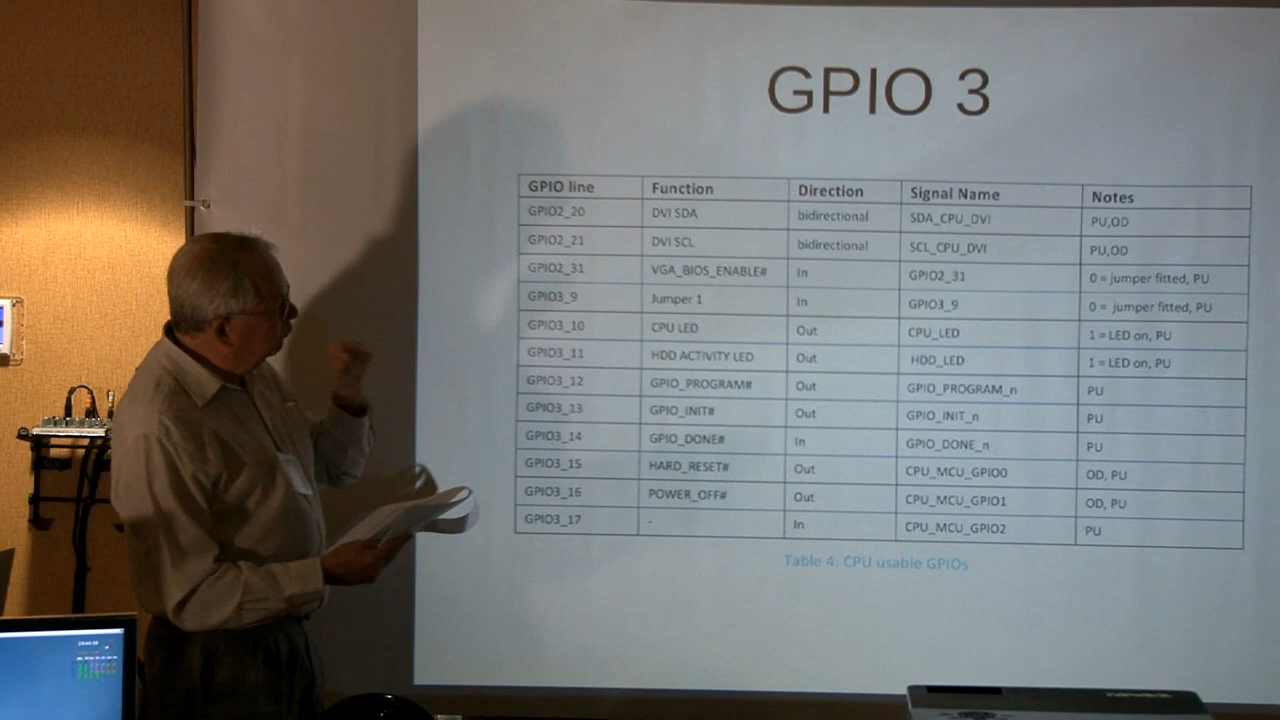 GPIO 3
GPIO line Function Direction Signal Name Notes
GPIO2_20 DVI SDA bidirectional SDA_CPU_DVI PU,OD
GPIO2_21 DVI SCL bidirectional SCL_CPU_DVI PU,OD
GPIO2_31 VGA_BIOS_ENABLE# In GPIO2_31 0 = jumper fitted, PU
GPIO3_9 Jumper 1 In GPIO3_9 0 = jumper fitted, PU
GPIO3_10 CPU LED Out CPU_LED 1 = LED on, PU
GPIO3_11 HDD ACTIVITY LED Out HDD_LED 1 = LED on, PU
GPIO3_12 GPIO_PROGRAM# Out GPIO_PROGRAM_n PU
GPIO3_13 GPIO_INIT# Out GPIO_INIT_n PU
GPIO3_14 GPIO_DONE# In GPIO_DONE_n PU
GPIO3_15 HARD_RESET# Out CPU_MCU_GPIO0 OD, PU
GPIO3_16 POWER_OFF# Out CPU_MCU_GPIO1 OD, PU
GPIO3_17 - In CPU_MCU_GPIO2 PU
Table 4: CPU usable GPIOs